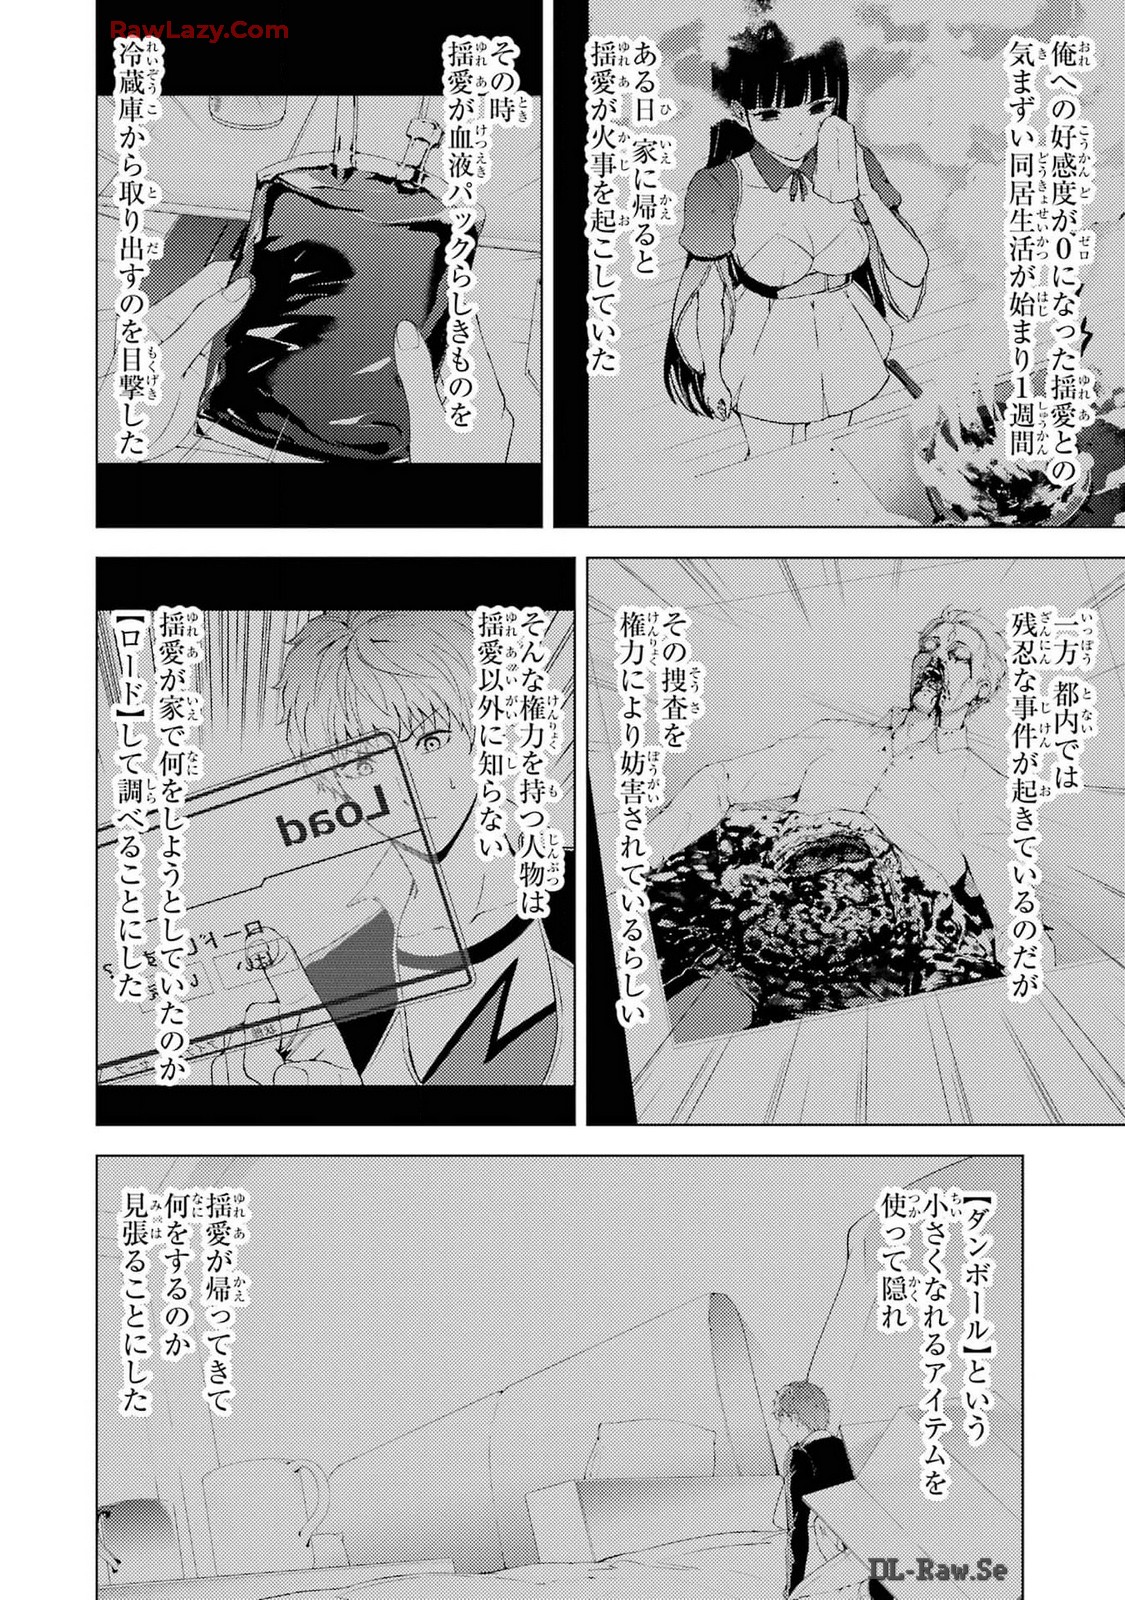 RawLazy.Com
俺への好感度が0になった揺愛との
気まずい同居生活が始まり1週間
ある日 家に帰ると
揺愛が火事を起こしていた
その時
揺愛が血液パックらしきものを
冷蔵庫から取り出すのを目撃した
一方 都内では
残忍な事件が起きているのだが
その捜査を
権力により妨害されているらしい
そんな権力を持つ人物は
揺愛以外に知らない
揺愛が家で何をしようとしていたのか
【ロード】して調べることにした
Load
【ダンボール】という
小さくなれるアイテムを
使って隠れ
揺愛が帰ってきて
何をするのか
見張ることにした
DL-Raw.Se